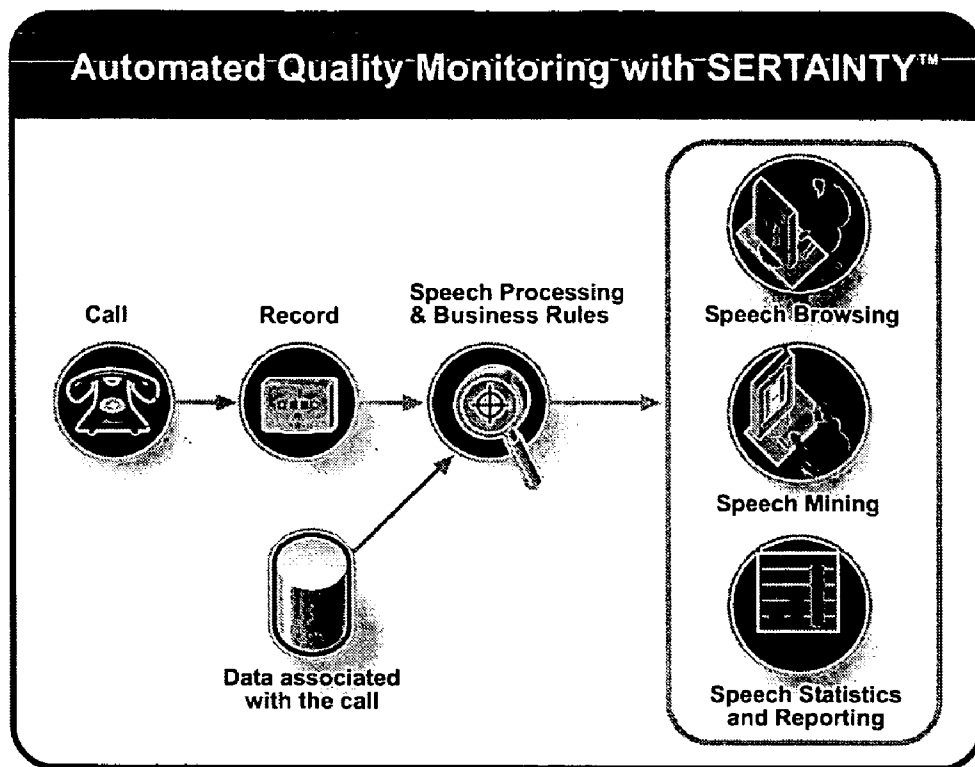 Automated Quality Monitoring with SERTAINTY™
Call
Record
Speech Processing
& Business Rules
Data associated
with the call
Speech Browsing
Speech Mining
Speech Statistics
and Reporting